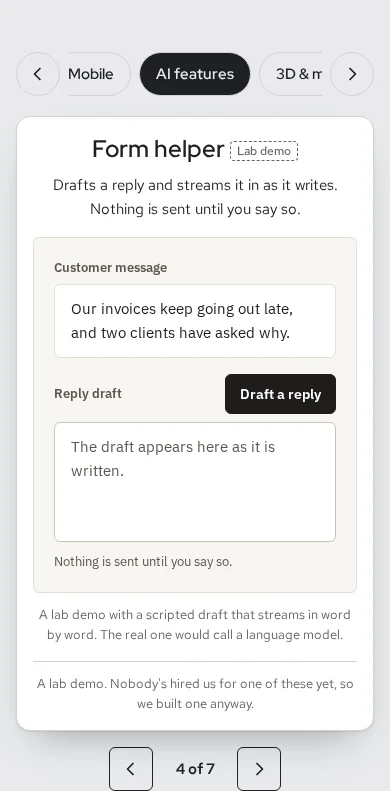 Mobile
AI features
3D & m
Form helper
Lab demo
Drafts a reply and streams it in as it writes.
Nothing is sent until you say so.
Customer message
Our invoices keep going out late,
and two clients have asked why.
Reply draft
Draft a reply
The draft appears here as it is
written.
Nothing is sent until you say so.
A lab demo with a scripted draft that streams in word
by word. The real one would call a language model.
A lab demo. Nobody's hired us for one of these yet, so
we built one anyway.
4 of 7